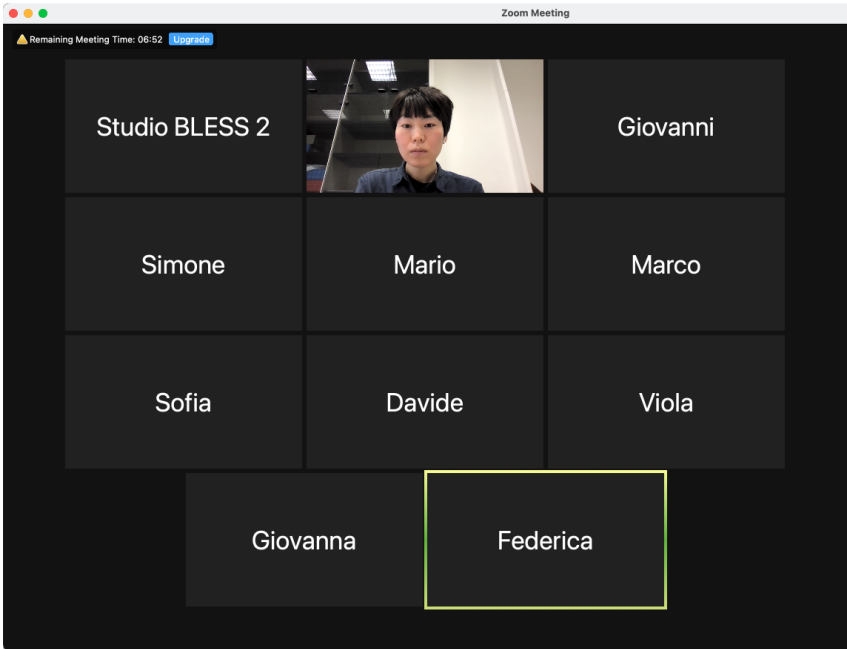 Zoom Meeting
Remaining Meeting Time: 06:52 Upgrade
Studio BLESS 2
Giovanni
Simone
Mario
Marco
Sofia
Davide
Viola
Giovanna
Federica